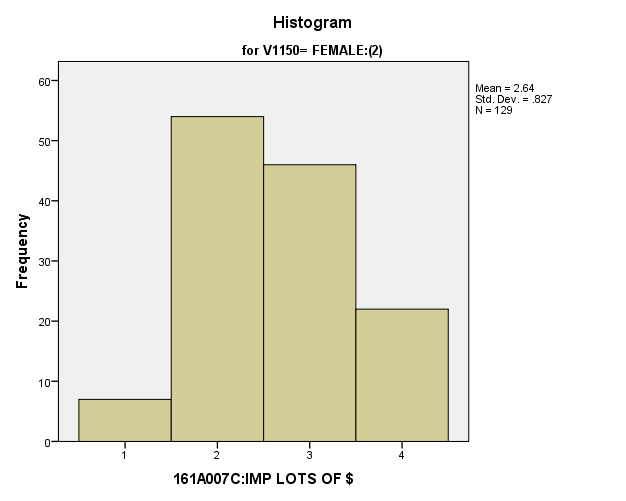 Histogram
for V1150= FEMALE:(2)
Mean = 2.64
Std. Dev. = .827
N = 129
Frequency
60
50
40
30
20
10
0
1 2 3 4
161A007C:IMP LOTS OF $